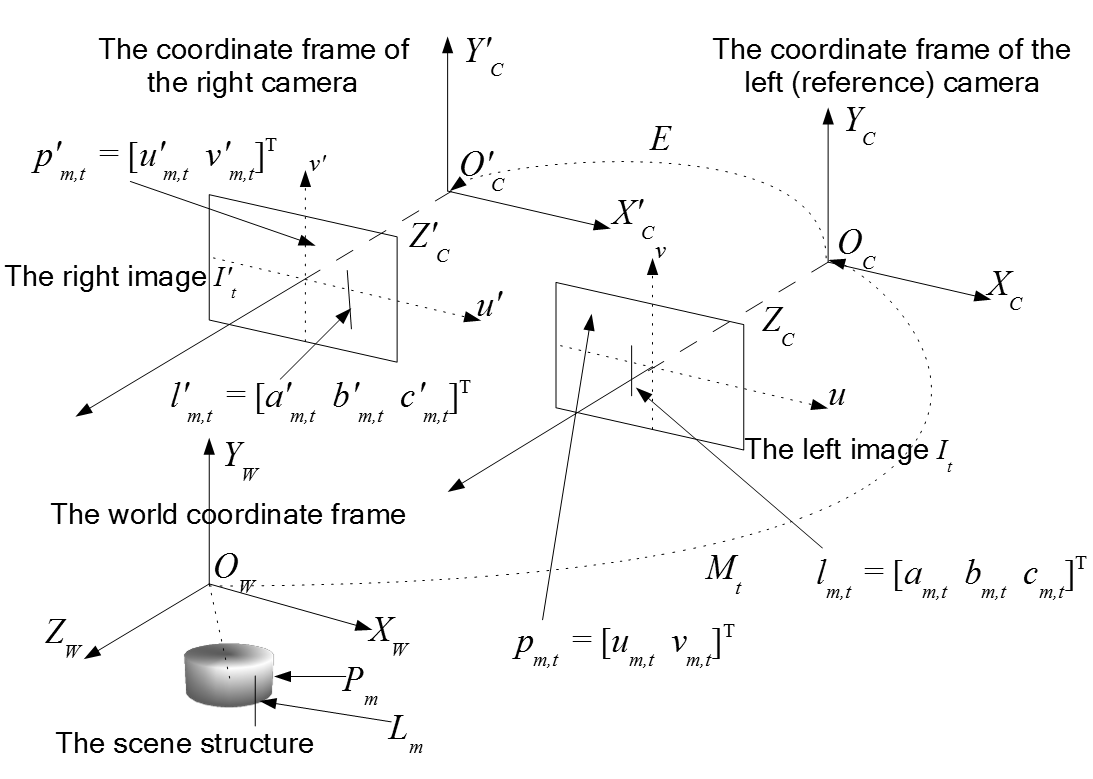 The coordinate frame of
the right camera
Y′C
The coordinate frame of the
left (reference) camera
YC
p′m,t = [u′m,t v′m,t]T
v′
E
O′C
X′C
Z′C
OC
XC
The right image I′t
u′
v
ZC
l′m,t = [a′m,t b′m,t c′m,t]T
u
The left image It
YW
The world coordinate frame
OW
Mt
lm,t = [am,t bm,t cm,t]T
ZW
XW
pm,t = [um,t vm,t]T
Pm
Lm
The scene structure